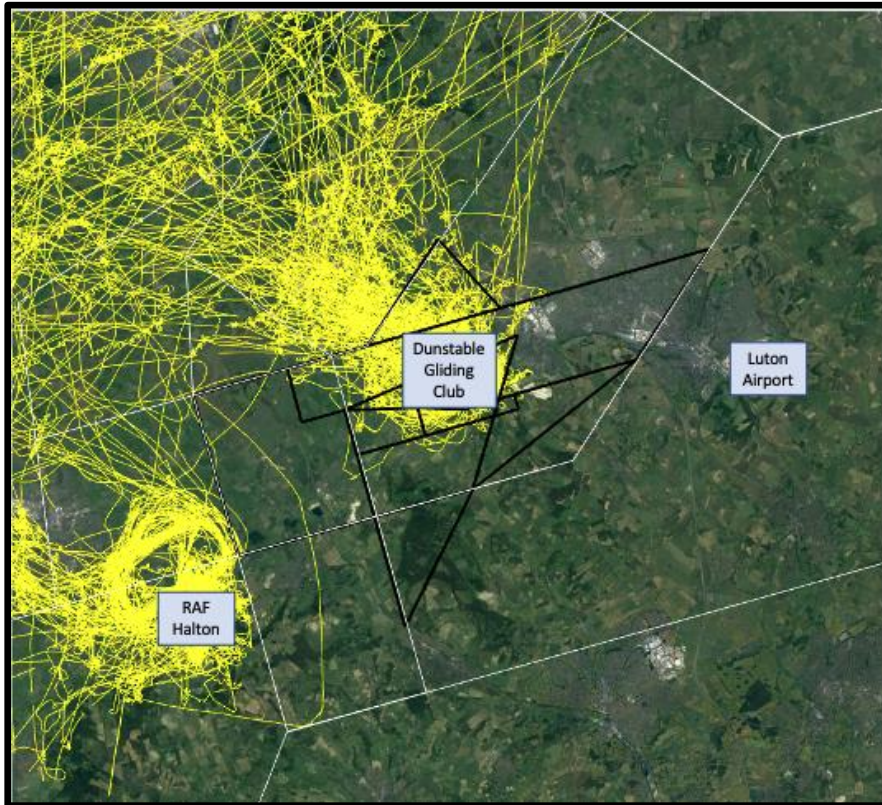 Dunstable
Gliding
Club
Luton
Airport
RAF
Halton